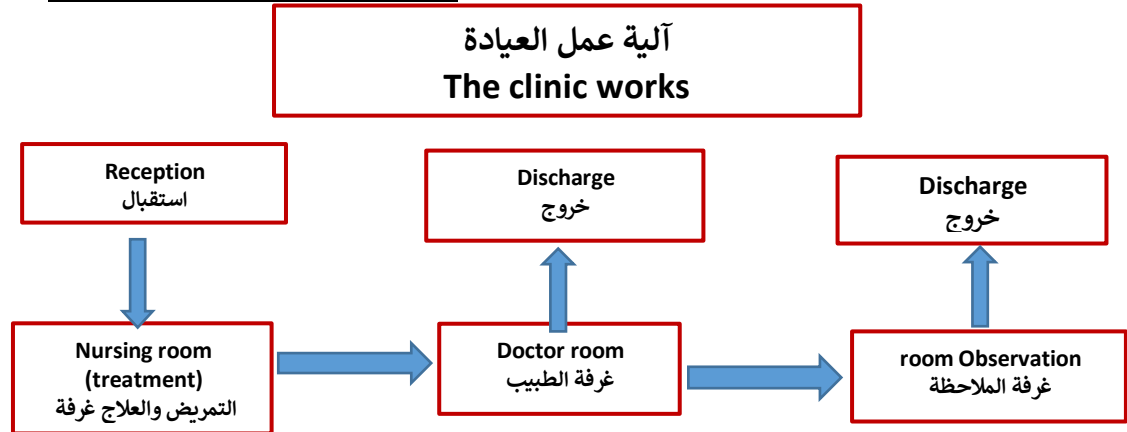 آلية عمل العيادة
The clinic works
Reception
استقبال
Discharge
خروج
Discharge
خروج
Nursing room
(treatment)
التمريض والعلاج غرفة
Doctor room
غرفة الطبيب
room Observation
غرفة الملاحظة